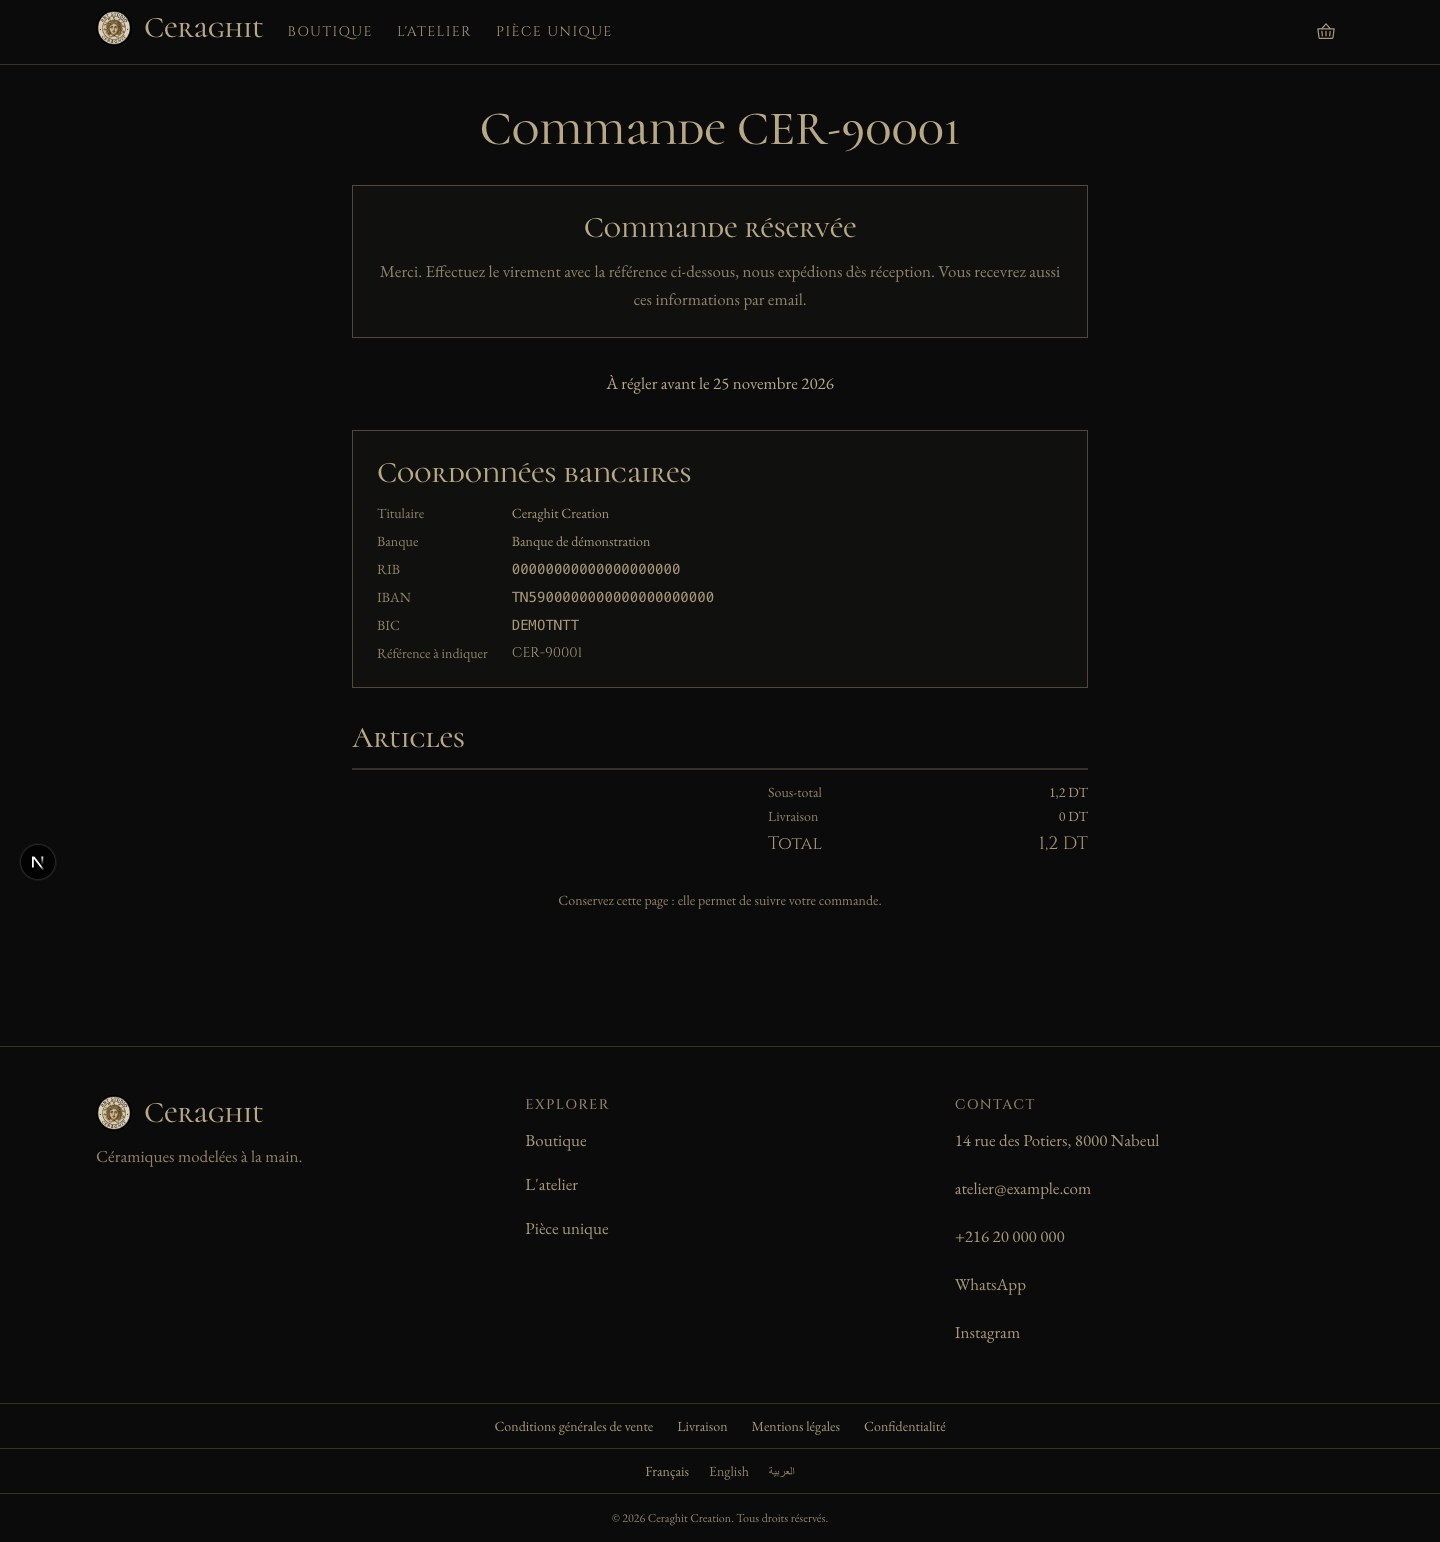 Ceraghit BOUTIQUE L'ATELIER PIÈCE UNIQUE
Commande CER-90001
Commande réservée
Merci. Effectuez le virement avec la référence ci-dessous, nous expédions dès réception. Vous recevrez aussi
ces informations par email.
À régler avant le 25 novembre 2026
Coordonnées bancaires
Titulaire Ceraghit Creation
Banque Banque de démonstration
RIB 00000000000000000000
IBAN TN5900000000000000000000
BIC DEMOTNTT
Référence à indiquer CER-90001
Articles
Sous-total 1,2 DT
Livraison 0 DT
Total 1,2 DT
N
Conservez cette page : elle permet de suivre votre commande.
Ceraghit
Céramiques modelées à la main.
EXPLORER
Boutique
L'atelier
Pièce unique
CONTACT
14 rue des Potiers, 8000 Nabeul
atelier@example.com
+216 20 000 000
WhatsApp
Instagram
Conditions générales de vente Livraison Mentions légales Confidentialité
Français English العربية
© 2026 Ceraghit Creation. Tous droits réservés.